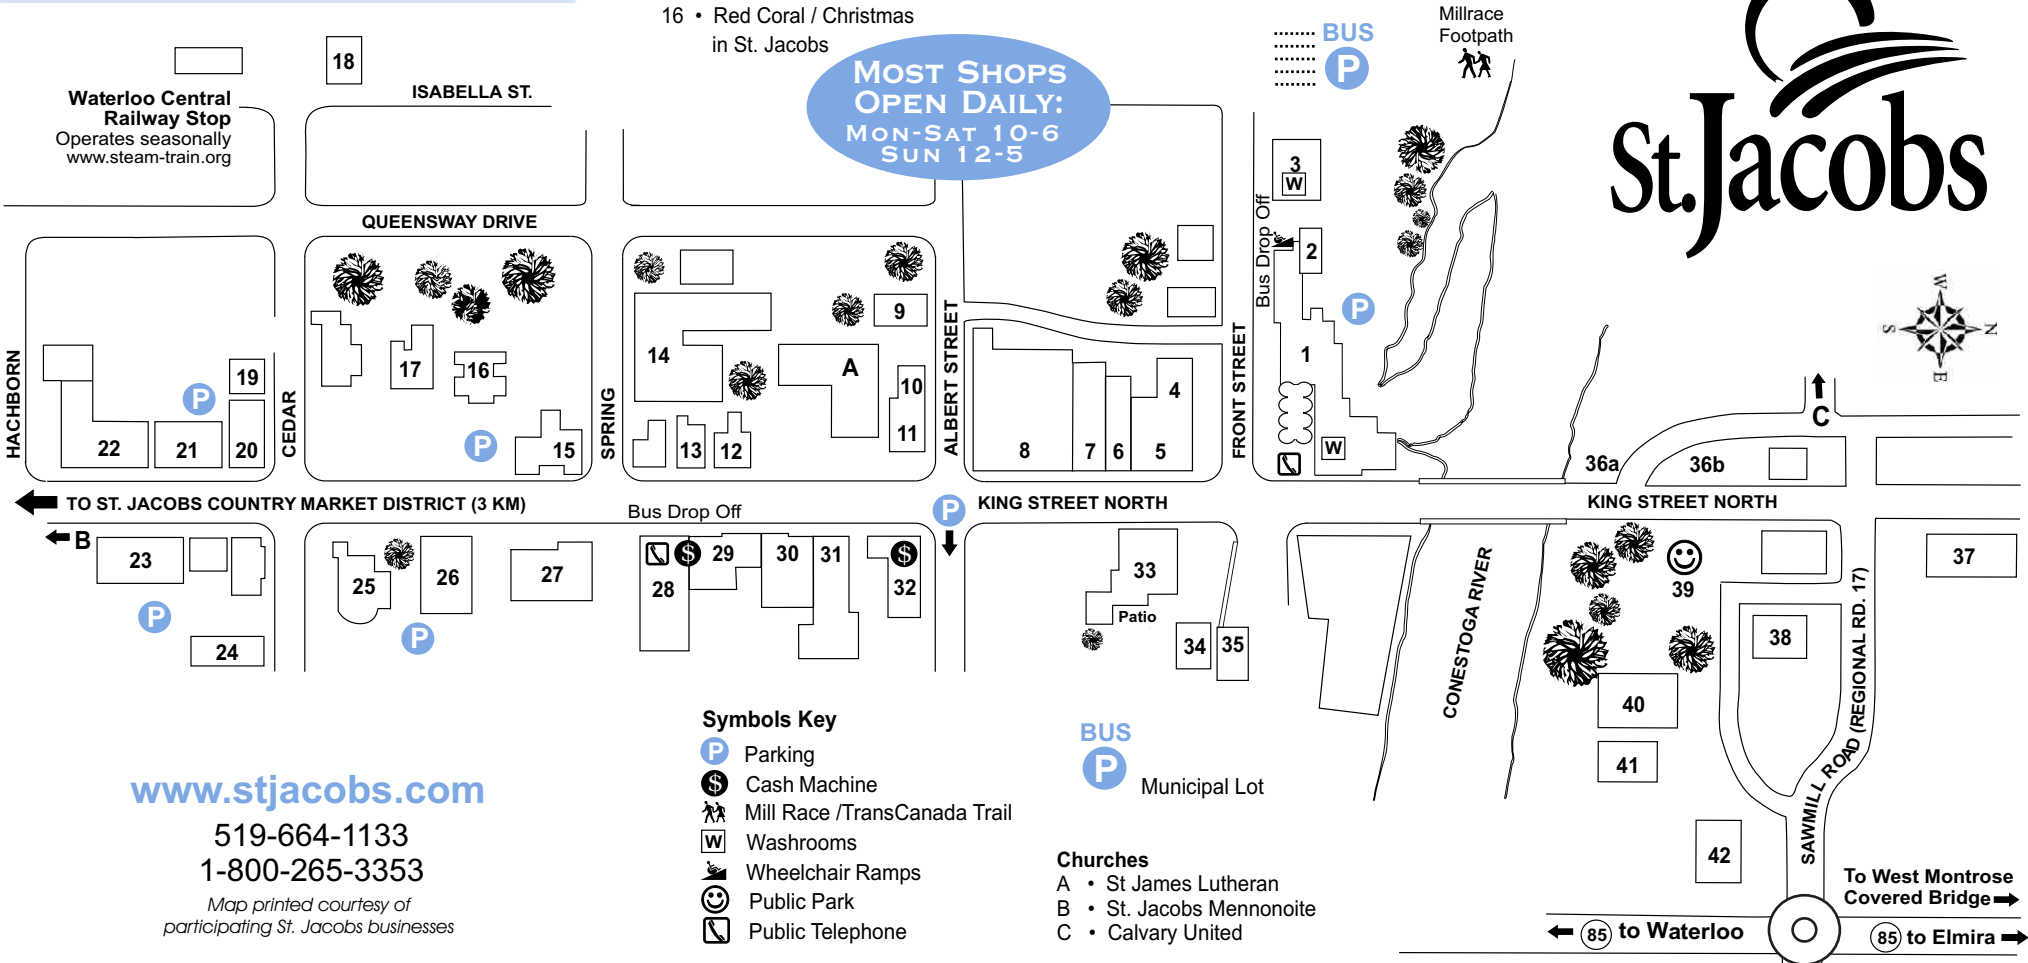 16 • Red Coral / Christmas
in St. Jacobs
MOST SHOPS
OPEN DAILY:
MON-SAT 10-6
SUN 12-5
BUS
P
Millrace
Footpath
St.Jacobs
18
ISABELLA ST.
Waterloo Central
Railway Stop
Operates seasonally
www.steam-train.org
QUEENSWAY DRIVE
3
W
Bus Drop Off
2
P
1
W
W
N
S
E
HACHBORN
22
21
P
19
20
CEDAR
17
16
P
15
SPRING
14
13
12
A
9
10
11
ALBERT STREET
8
7
6
5
4
FRONT STREET
36a
36b
C
TO ST. JACOBS COUNTRY MARKET DISTRICT (3 KM)
Bus Drop Off
P
KING STREET NORTH
KING STREET NORTH
B
23
P
24
25
26
P
27
28
$
29
30
31
$
32
33
Patio
34
35
CONESTOGA RIVER
39
37
38
40
41
42
SAWMILL ROAD (REGIONAL RD. 17)
To West Montrose
Covered Bridge
85 to Waterloo
85 to Elmira
www.stjacobs.com
519-664-1133
1-800-265-3353
Map printed courtesy of
participating St. Jacobs businesses
Symbols Key
P Parking
$ Cash Machine
Mill Race /TransCanada Trail
W Washrooms
Wheelchair Ramps
Public Park
Public Telephone
BUS
P Municipal Lot
Churches
A • St James Lutheran
B • St. Jacobs Mennonoite
C • Calvary United